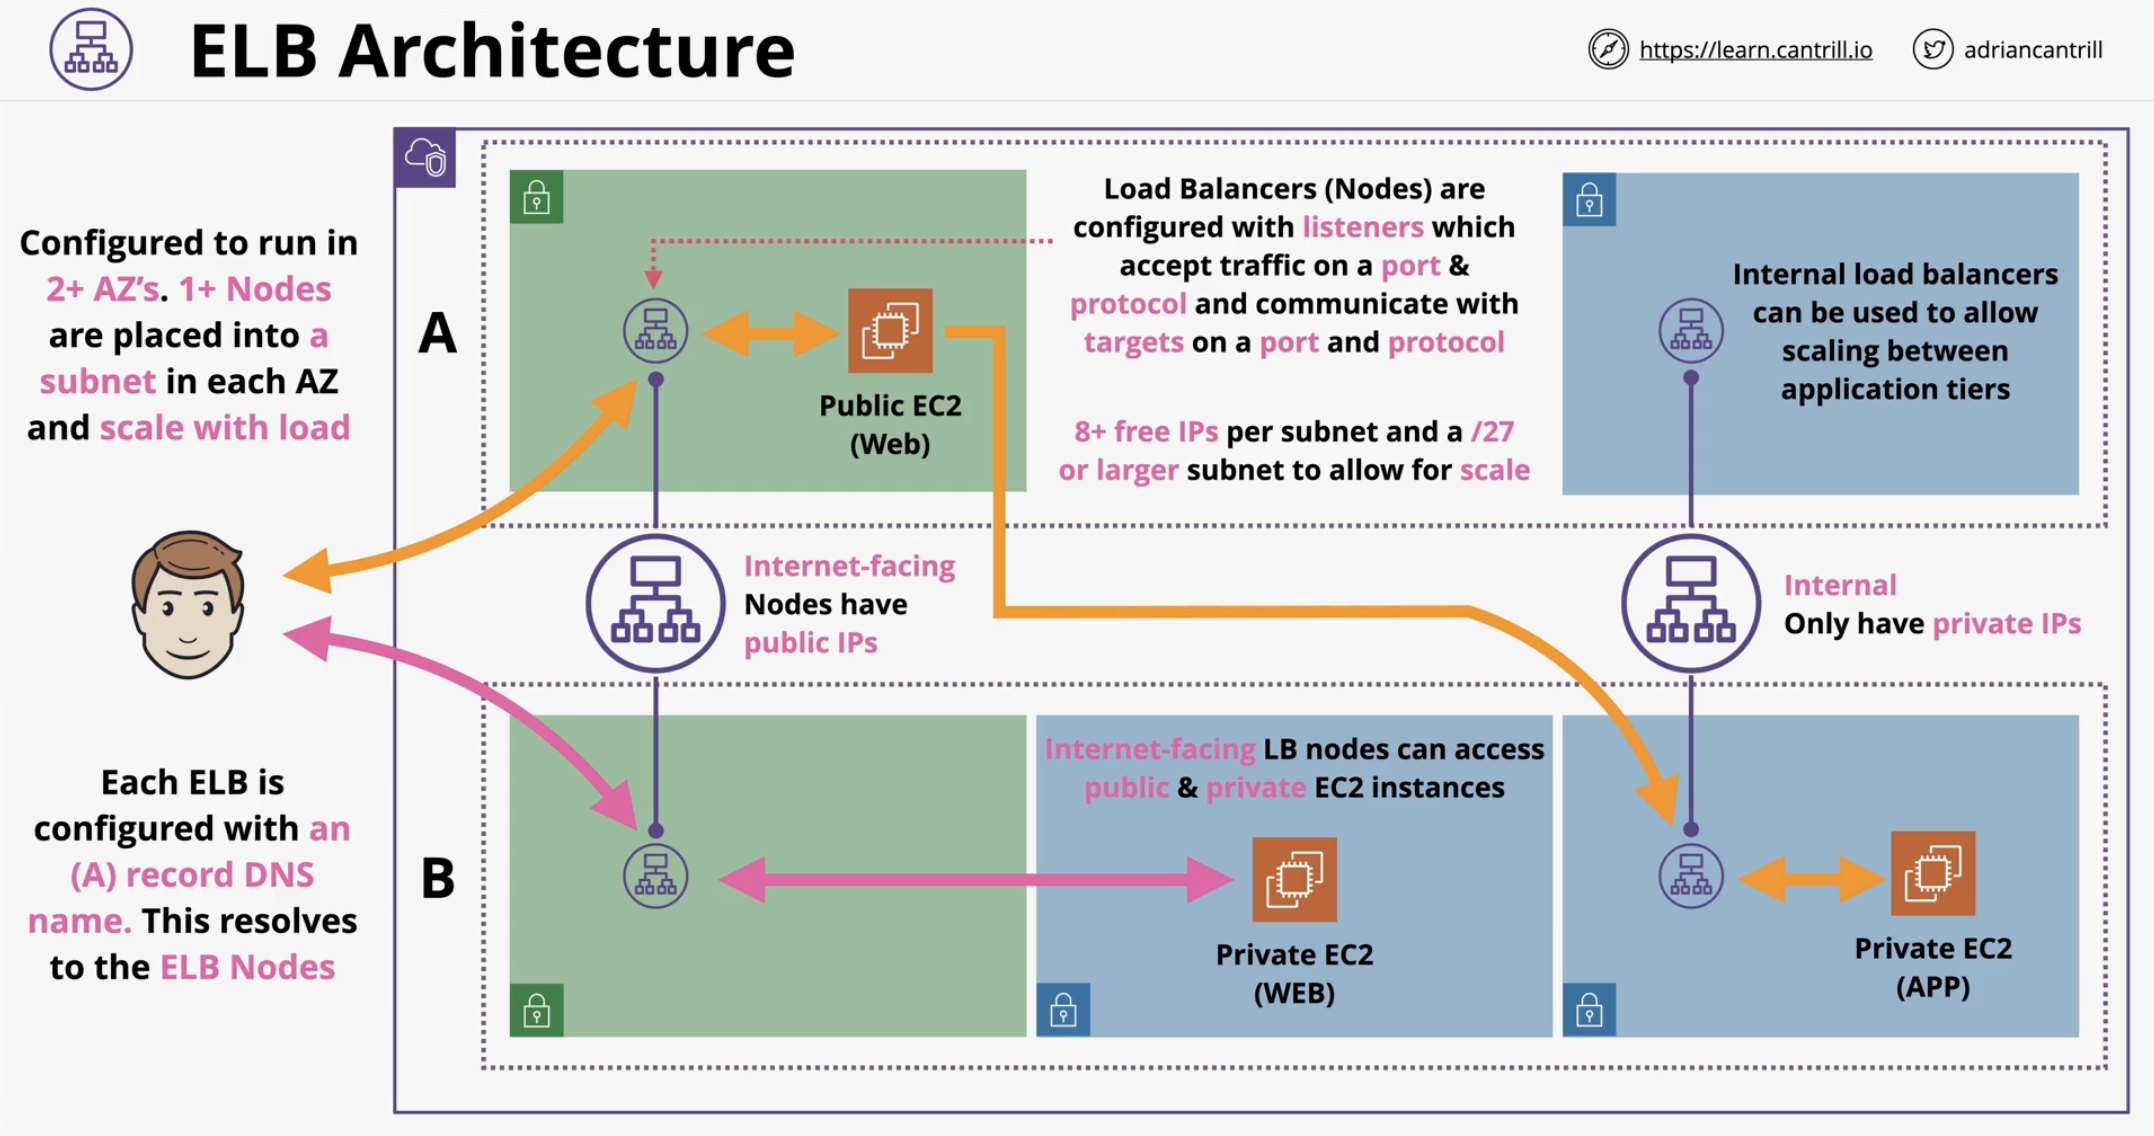 ELB Architecture
https://learn.cantrill.io
adriancantrill
Configured to run in
2+ AZ's. 1+ Nodes
are placed into a
subnet in each AZ
and scale with load
Each ELB is
configured with an
(A) record DNS
name. This resolves
to the ELB Nodes
A
Public EC2
(Web)
Load Balancers (Nodes) are
configured with listeners which
accept traffic on a port &
protocol and communicate with
targets on a port and protocol
8+ free IPs per subnet and a /27
or larger subnet to allow for scale
Internal load balancers
can be used to allow
scaling between
application tiers
Internet-facing
Nodes have
public IPs
Internal
Only have private IPs
B
Internet-facing LB nodes can access
public & private EC2 instances
Private EC2
(WEB)
Private EC2
(APP)